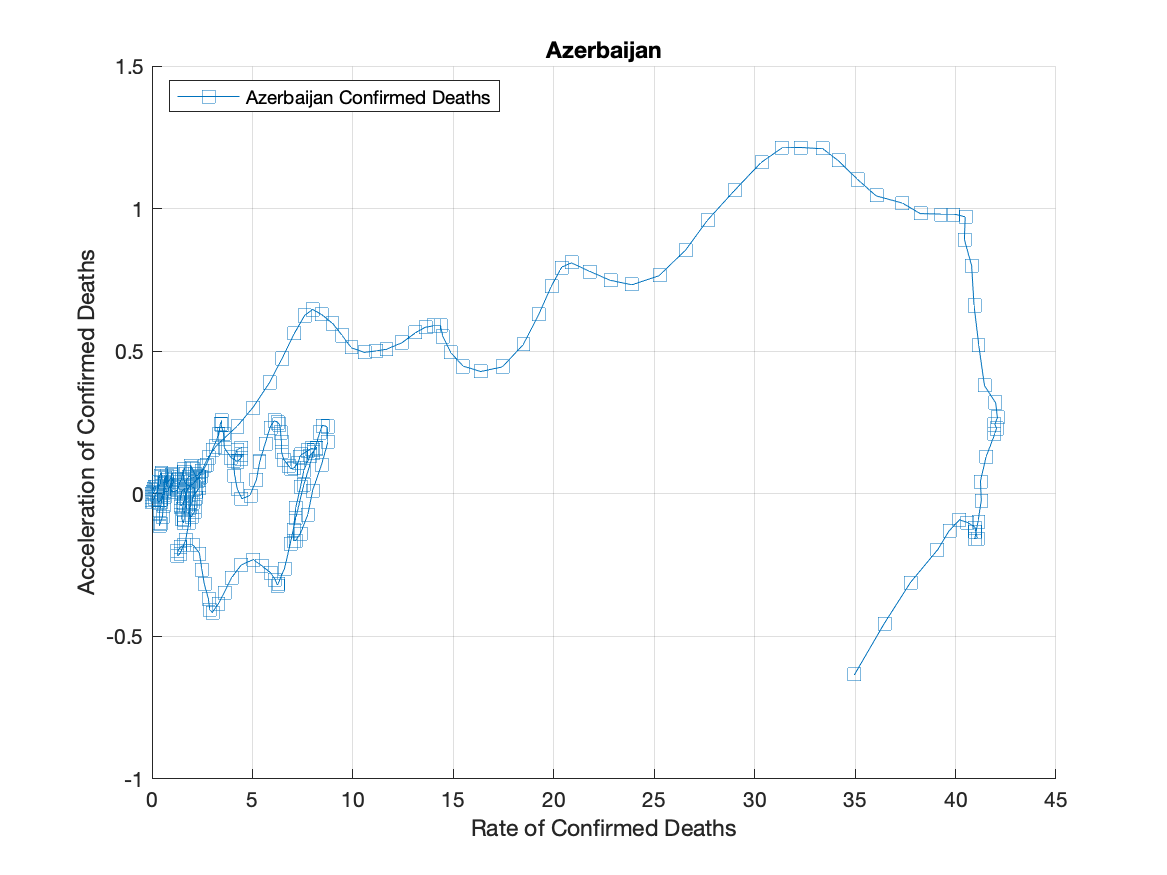 Azerbaijan
1.5
Azerbaijan Confirmed Deaths
1
0.5
0
-0.5
-1
Acceleration of Confirmed Deaths
0 5 10 15 20 25 30 35 40 45
Rate of Confirmed Deaths